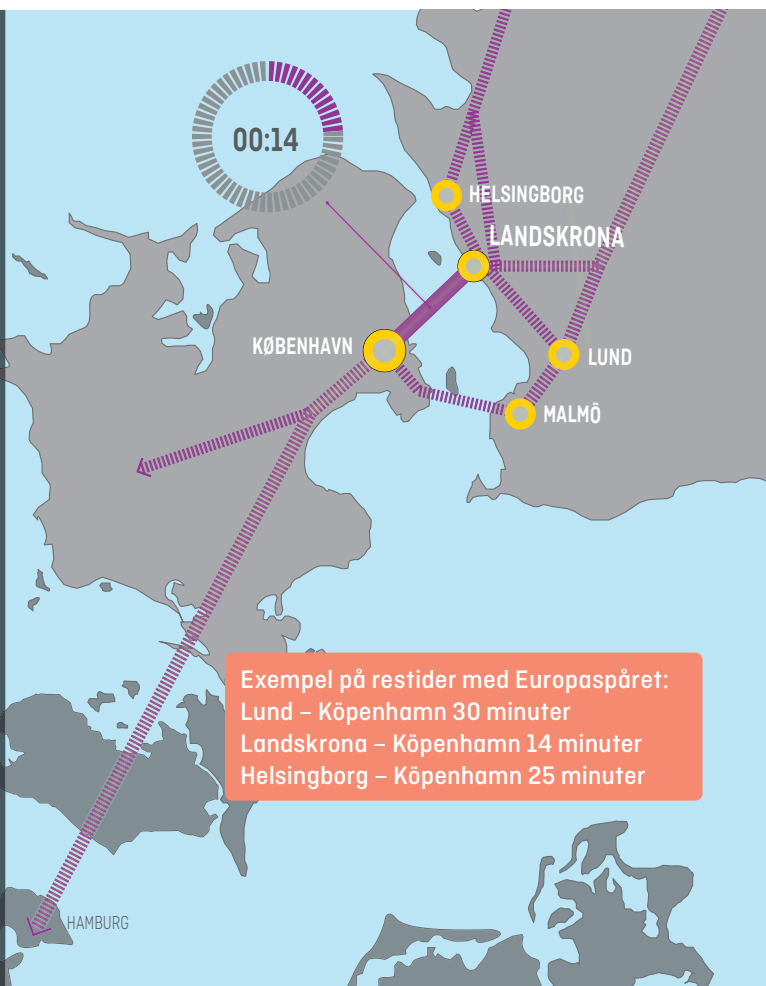 00:14
HELSINGBORG
LANDSKRONA
KØBENHAVN
LUND
MALMÖ
Exempel på restider med Europaspåret:
Lund – Köpenhamn 30 minuter
Landskrona – Köpenhamn 14 minuter
Helsingborg – Köpenhamn 25 minuter
HAMBURG